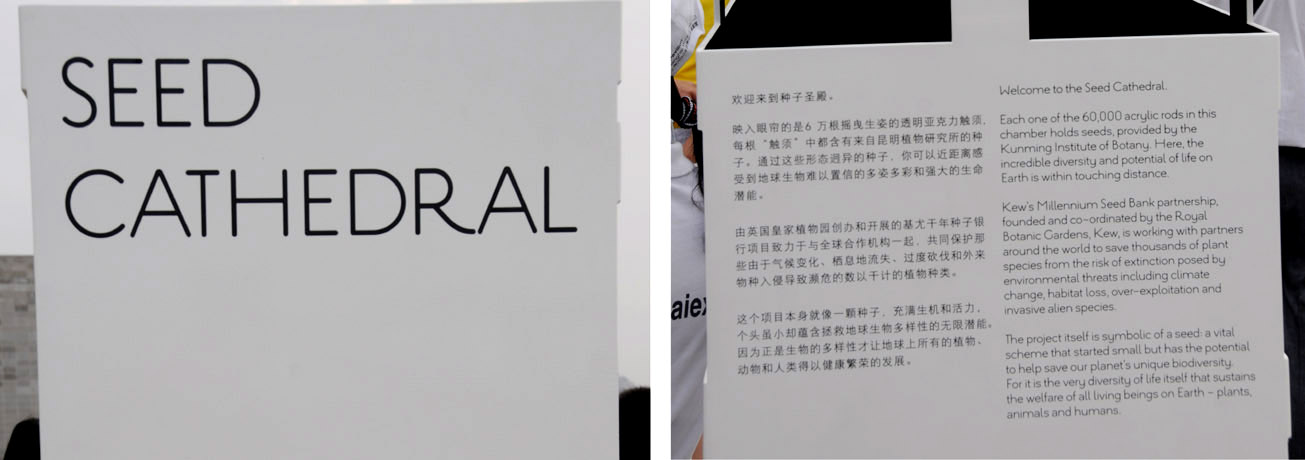 SEED
CATHEDRAL
欢迎来到种子圣殿。
映入眼帘的是6 万根摇曳生姿的透明亚克力触须,
每根“触须”中都含有来自昆明植物研究所的种
子。通过这些形态迥异的种子，你可以近距离感
受到地球生物难以置信的多姿多彩和强大的生命
潜能。
由英国皇家植物园创办和开展的基尤千年种子银
行项目致力于与全球合作机构一起，共同保护那
些由于气候变化、栖息地流失、过度砍伐和外来
物种入侵导致濒危的数以千计的植物种类。
这个项目本身就像一颗种子，充满生机和活力，
个头虽小却蕴含拯救地球生物多样性的无限潜能。
因为正是生物的多样性才让地球上所有的植物、
动物和人类得以健康繁荣的发展。
Welcome to the Seed Cathedral.
Each one of the 60,000 acrylic rods in this
chamber holds seeds, provided by the
Kunming Institute of Botany. Here, the
incredible diversity and potential of life on
Earth is within touching distance.
Kew's Millennium Seed Bank partnership,
founded and co-ordinated by the Royal
Botanic Gardens, Kew, is working with partners
around the world to save thousands of plant
species from the risk of extinction posed by
environmental threats including climate
change, habitat loss, over-exploitation and
invasive alien species.
The project itself is symbolic of a seed: a vital
scheme that started small but has the potential
to help save our planet's unique biodiversity.
For it is the very diversity of life itself that sustains
the welfare of all living beings on Earth – plants,
animals and humans.